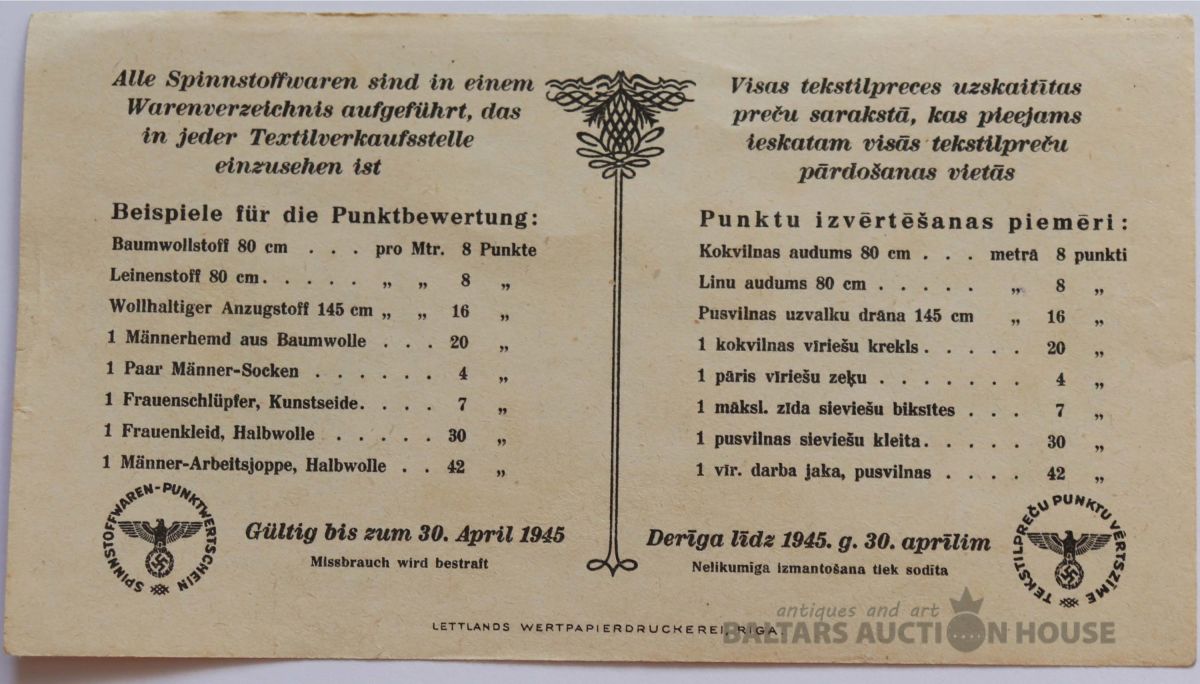 Alle Spinnstoffwaren sind in einem
Warenverzeichnis aufgeführt, das
in jeder Textilverkaufsstelle
einzusehen ist
Beispiele für die Punktbewertung:
Baumwollstoff 80 cm . . . pro Mtr. 8 Punkte
Leinenstoff 80 cm . . . . . „ „ 8 „
Wollhaltiger Anzugstoff 145 cm „ „ 16 „
1 Männerhemd aus Baumwolle . . . 20 „
1 Paar Männer-Socken . . . . . . 4 „
1 Frauenschlüpfer, Kunstseide. . . . 7 „
1 Frauenkleid, Halbwolle . . . . . 30 „
1 Männer-Arbeitsjoppe, Halbwolle . . 42 „
SPINNSTOFFWAREN-PUNKTWERTSCHEIN
Gültig bis zum 30. April 1945
Missbrauch wird bestraft
Visas tekstilpreces uzskaitītas
preču sarakstā, kas pieejams
ieskatam visās tekstilpreču
pārdošanas vietās
Punktu izvērtēšanas piemēri:
Kokvilnas audums 80 cm . . . metrā 8 punkti
Linu audums 80 cm . . . . . „ 8 „
Pusvilnas uzvalku drāna 145 cm „ 16 „
1 kokvilnas vīriešu krekls . . . . . 20 „
1 pāris vīriešu zeķu . . . . . . . 4 „
1 māksl. zīda sieviešu biksītes . . . 7 „
1 pusvilnas sieviešu kleita . . . . . 30 „
1 vīr. darba jaka, pusvilnas . . . . 42 „
Derīga līdz 1945. g. 30. aprīlim
Nelikumīga izmantošana tiek sodīta
TEKSTILPREČU PUNKTU VĒRTSZĪME
LETTLANDS WERTPAPIERDRUCKEREI, RIGA
antiques and art
BALTARS AUCTION HOUSE